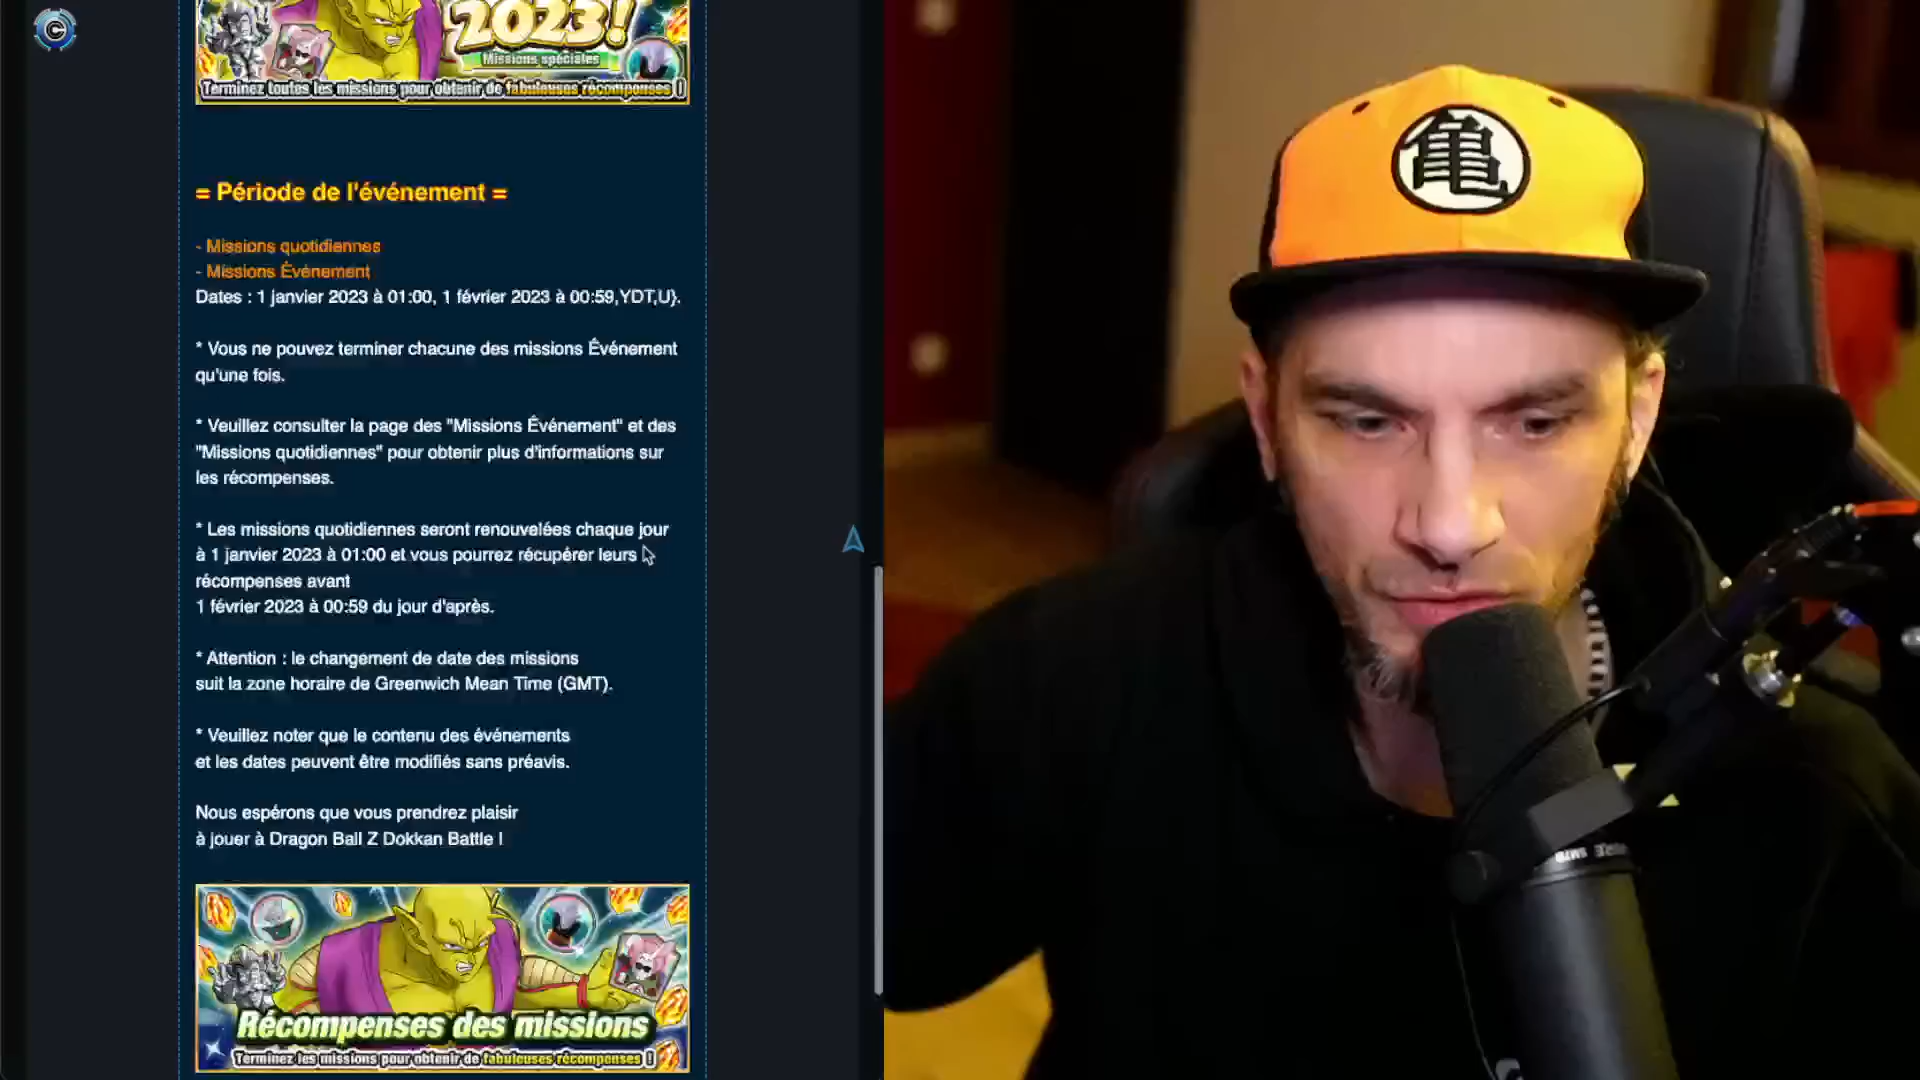 2023!
Missions spéciales
Terminez toutes les missions pour obtenir de fabuleuses récompenses !
= Période de l'événement =
- Missions quotidiennes
- Missions Événement
Dates : 1 janvier 2023 à 01:00, 1 février 2023 à 00:59,YDT,U}.
* Vous ne pouvez terminer chacune des missions Événement
qu'une fois.
* Veuillez consulter la page des "Missions Événement" et des
"Missions quotidiennes" pour obtenir plus d'informations sur
les récompenses.
* Les missions quotidiennes seront renouvelées chaque jour
à 1 janvier 2023 à 01:00 et vous pourrez récupérer leurs
récompenses avant
1 février 2023 à 00:59 du jour d'après.
* Attention : le changement de date des missions
suit la zone horaire de Greenwich Mean Time (GMT).
* Veuillez noter que le contenu des événements
et les dates peuvent être modifiés sans préavis.
Nous espérons que vous prendrez plaisir
à jouer à Dragon Ball Z Dokkan Battle !
Récompenses des missions
Terminez les missions pour obtenir de fabuleuses récompenses !
亀